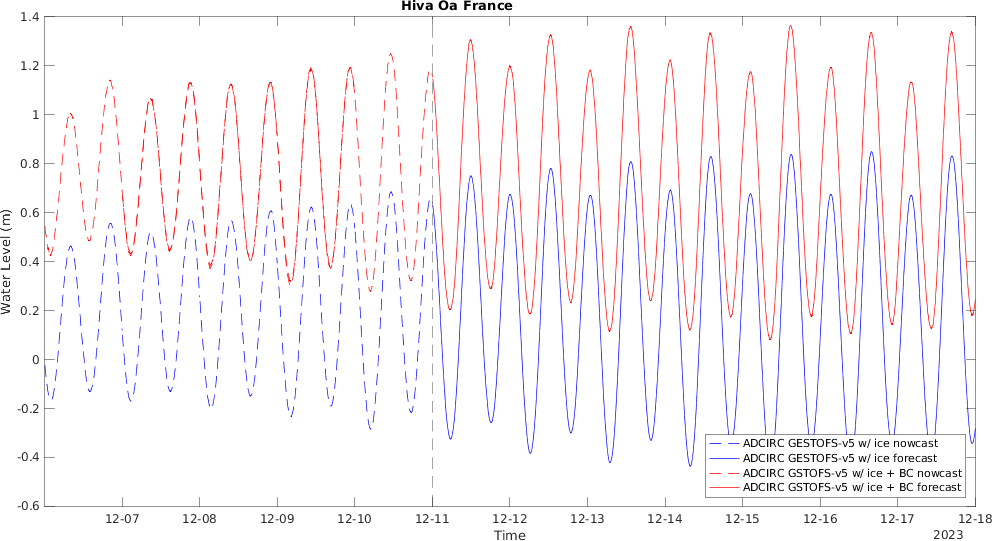 Hiva Oa France
1.4
1.2
1
0.8
0.6
0.4
0.2
0
-0.2
-0.4
-0.6
Water Level (m)
ADCIRC GESTOFS-v5 w/ ice nowcast
ADCIRC GESTOFS-v5 w/ ice forecast
ADCIRC GSTOFS-v5 w/ ice + BC nowcast
ADCIRC GSTOFS-v5 w/ ice + BC forecast
12-07 12-08 12-09 12-10 12-11 12-12 12-13 12-14 12-15 12-16 12-17 12-18
Time
2023